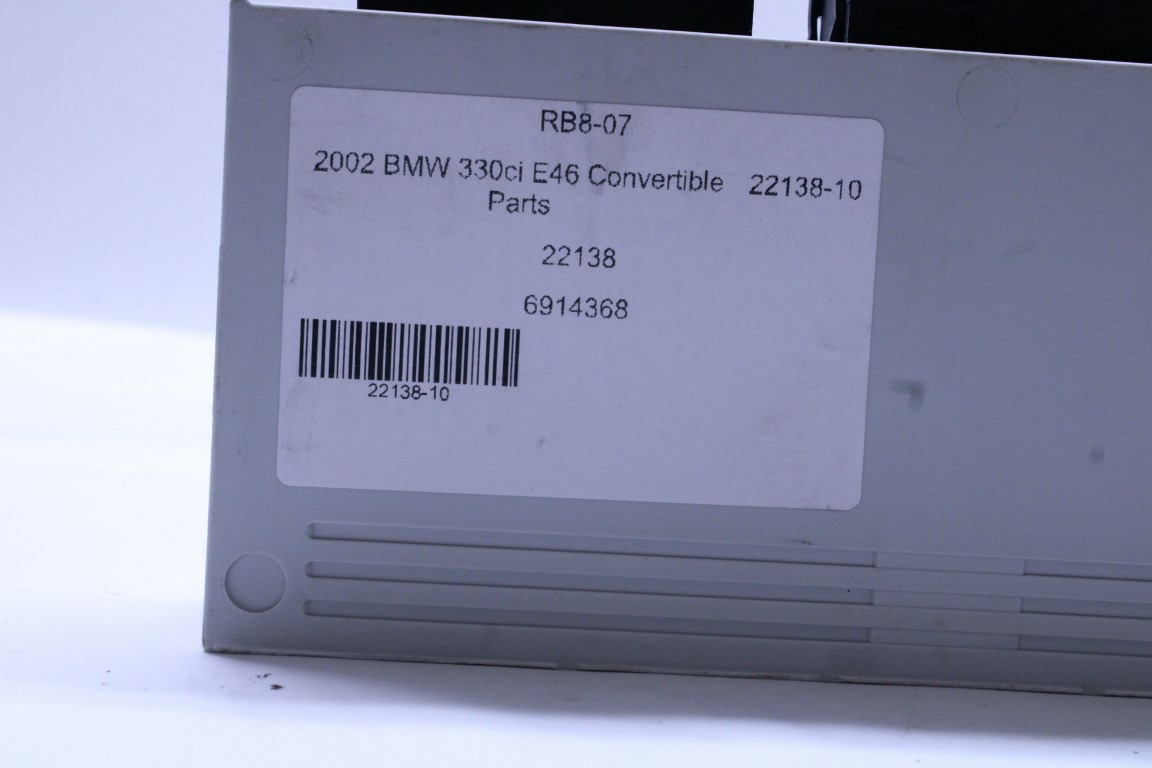 RB8-07
2002 BMW 330ci E46 Convertible 22138-10
Parts
22138
6914368
22138-10